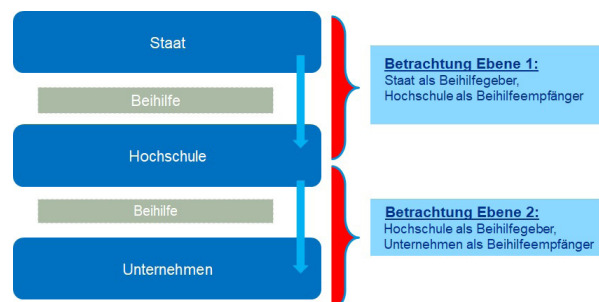 Staat
Beihilfe
Hochschule
Beihilfe
Unternehmen
Betrachtung Ebene 1:
Staat als Beihilfegeber,
Hochschule als Beihilfeempfänger
Betrachtung Ebene 2:
Hochschule als Beihilfegeber,
Unternehmen als Beihilfeempfänger